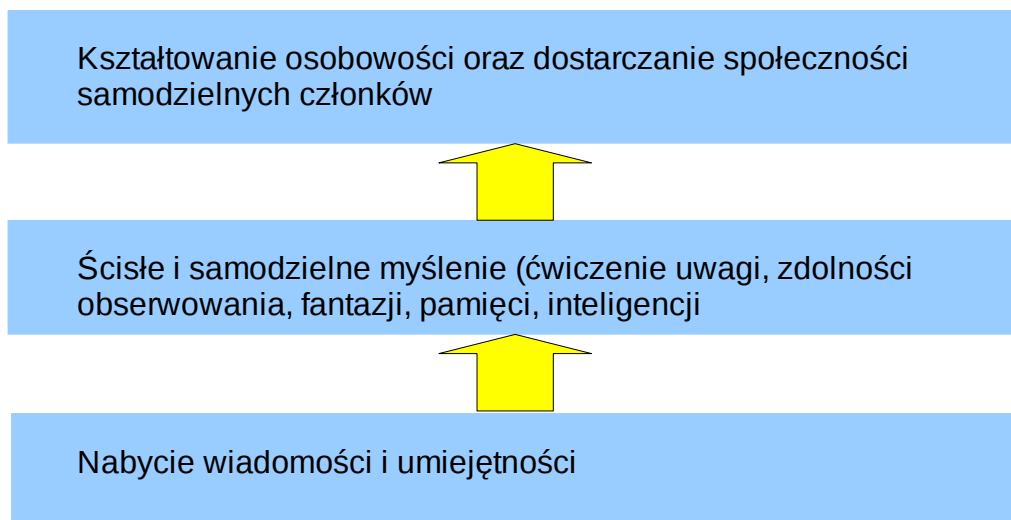 Kształtowanie osobowości oraz dostarczanie społeczności
samodzielnych członków
Ścisłe i samodzielne myślenie (ćwiczenie uwagi, zdolności
obserwowania, fantazji, pamięci, inteligencji
Nabycie wiadomości i umiejętności